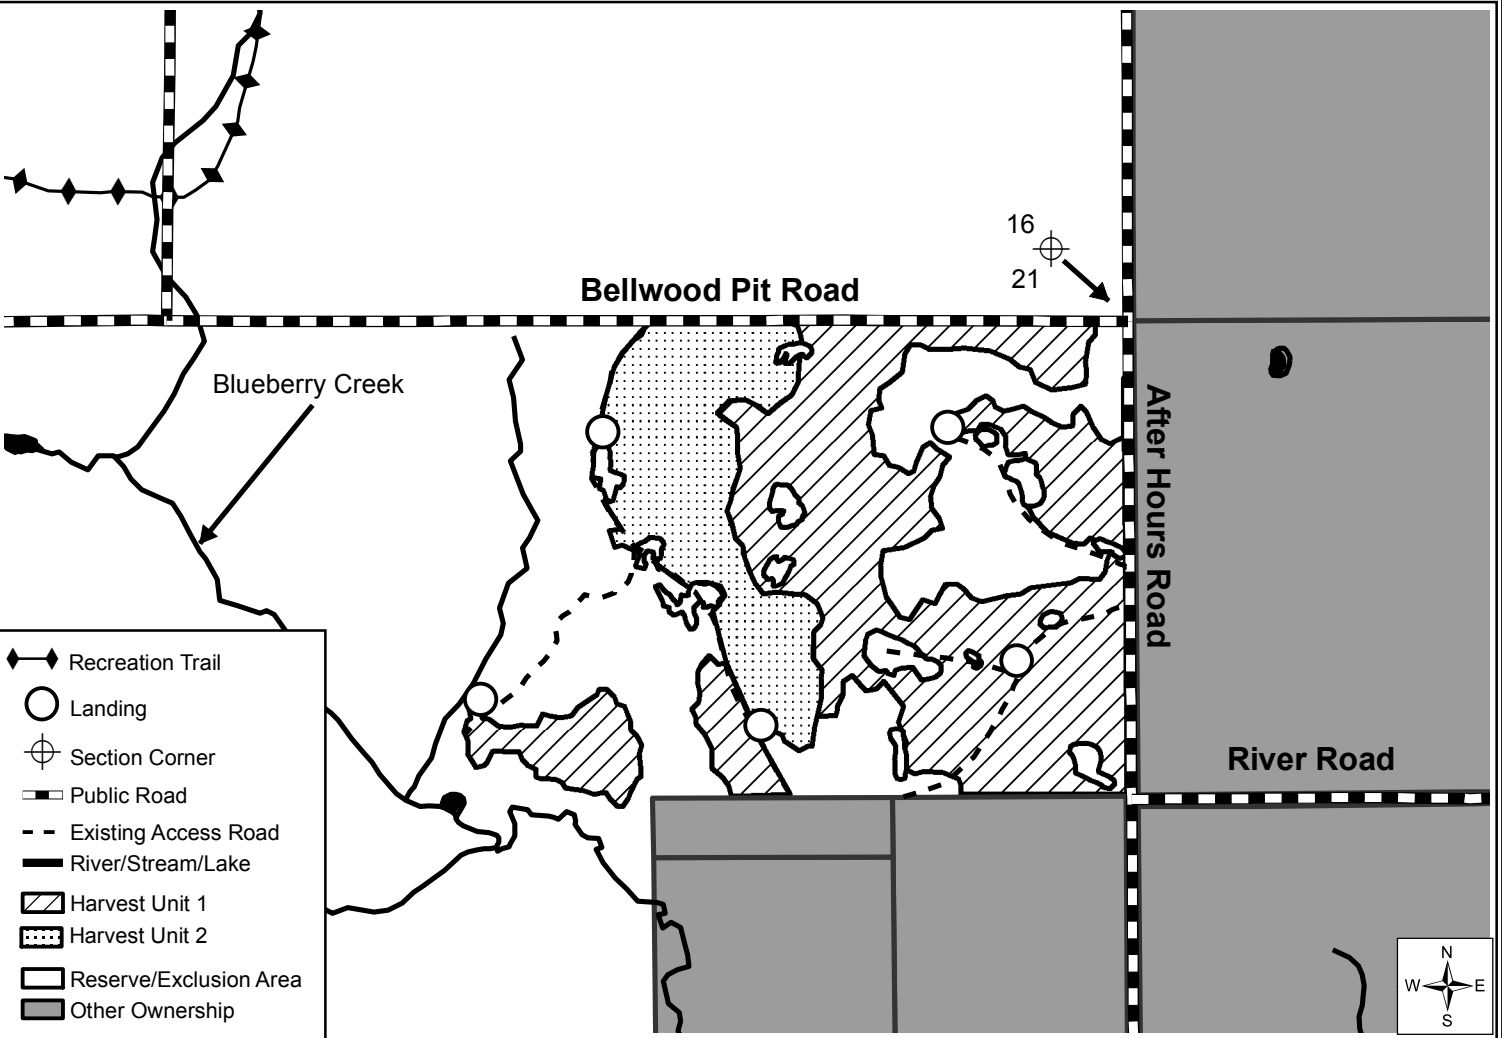 16
21
Bellwood Pit Road
Blueberry Creek
After Hours Road
River Road
Recreation Trail
Landing
Section Corner
Public Road
Existing Access Road
River/Stream/Lake
Harvest Unit 1
Harvest Unit 2
Reserve/Exclusion Area
Other Ownership
N
W E
S